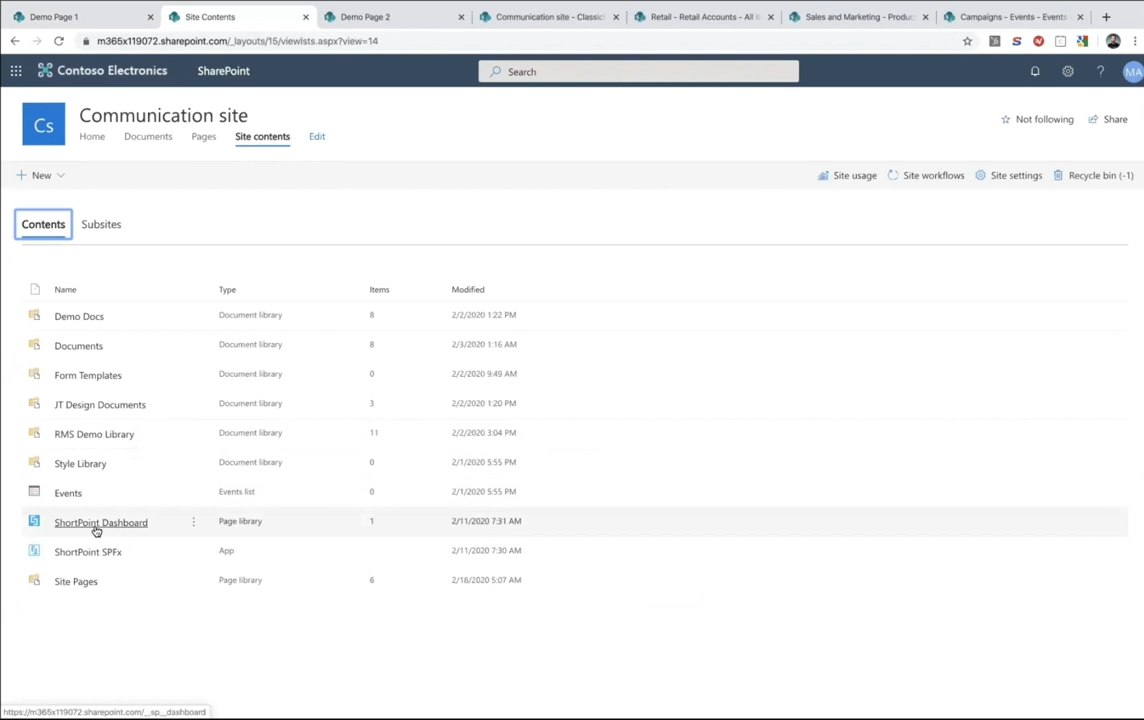 Demo Page 1 Site Contents Demo Page 2 Communication site - Classic Retail - Retail Accounts - All Sales and Marketing - Produc Campaigns - Events - Events
m365x119072.sharepoint.com/_layouts/15/viewlsts.aspx?view=14
Contoso Electronics SharePoint Search ? MA
Cs
Communication site
Not following Share
Home Documents Pages Site contents Edit
+ New Site usage Site workflows Site settings Recycle bin (-1)
Contents Subsites
Name Type Items Modified
Demo Docs Document library 8 2/2/2020 1:22 PM
Documents Document library 8 2/3/2020 1:16 AM
Form Templates Document library 0 2/2/2020 9:49 AM
JT Design Documents Document library 3 2/2/2020 1:20 PM
RMS Demo Library Document library 11 2/2/2020 3:04 PM
Style Library Document library 0 2/1/2020 5:55 PM
Events Events list 0 2/1/2020 5:55 PM
ShortPoint Dashboard Page library 1 2/11/2020 7:31 AM
ShortPoint SPFx App 2/11/2020 7:30 AM
Site Pages Page library 6 2/18/2020 5:07 AM
https://m365x119072.sharepoint.com/__sp__dashboard